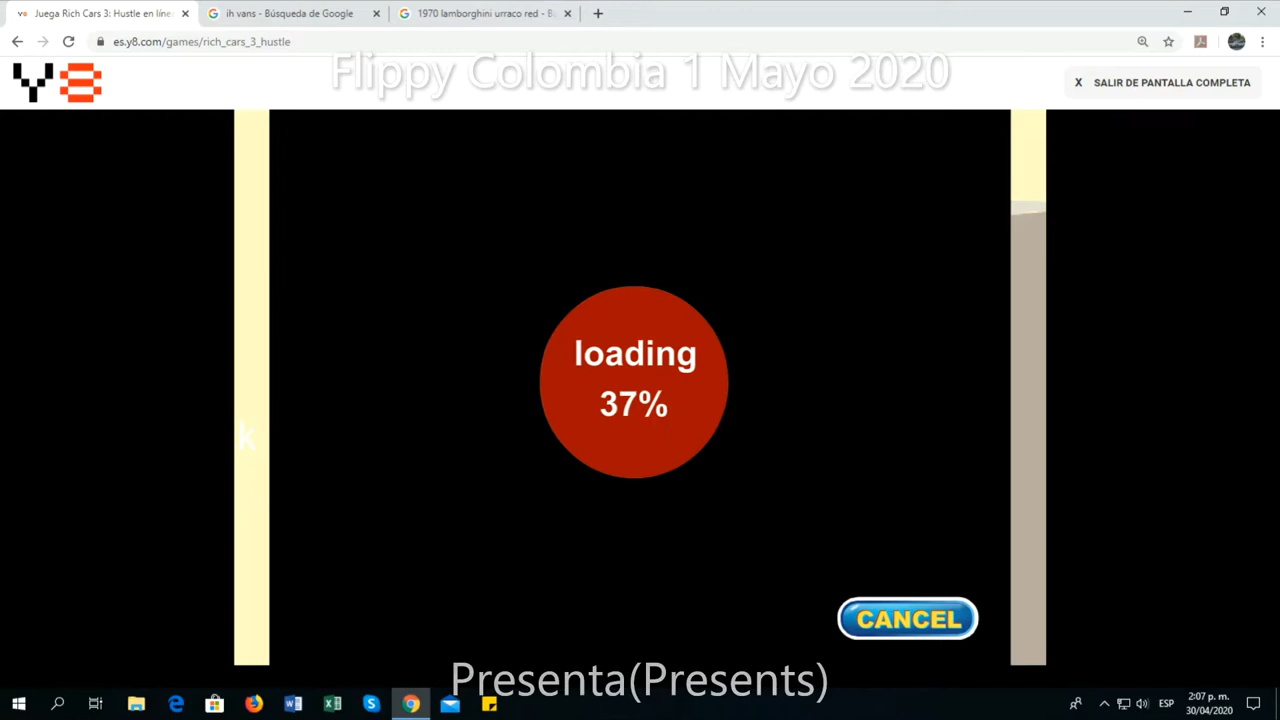 Juega Rich Cars 3: Hustle en líne
ih vans - Búsqueda de Google
1970 lamborghini urraco red - B
es.y8.com/games/rich_cars_3_hustle
Y8
Flippy Colombia 1 Mayo 2020
X SALIR DE PANTALLA COMPLETA
loading
37%
k
CANCEL
Presenta(Presents)
ESP
2:07 p. m.
30/04/2020